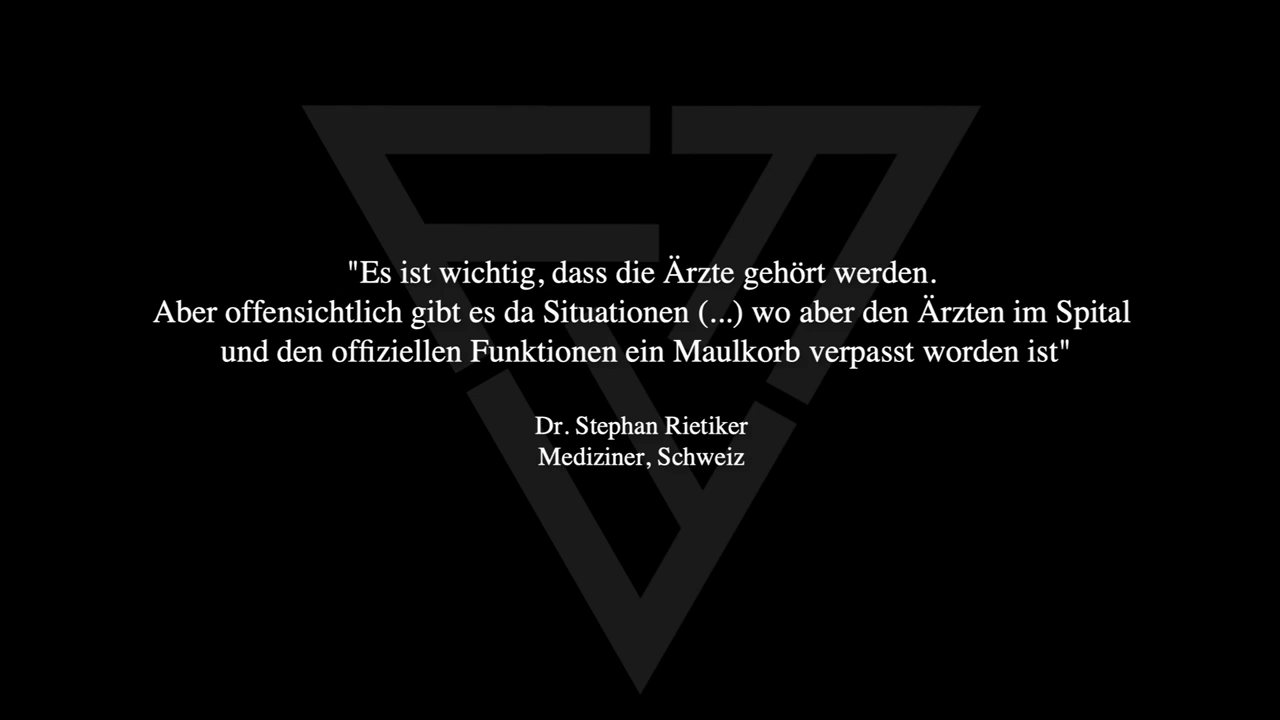 "Es ist wichtig, dass die Ärzte gehört werden.
Aber offensichtlich gibt es da Situationen (...) wo aber den Ärzten im Spital
und den offiziellen Funktionen ein Maulkorb verpasst worden ist"
Dr. Stephan Rietiker
Mediziner, Schweiz